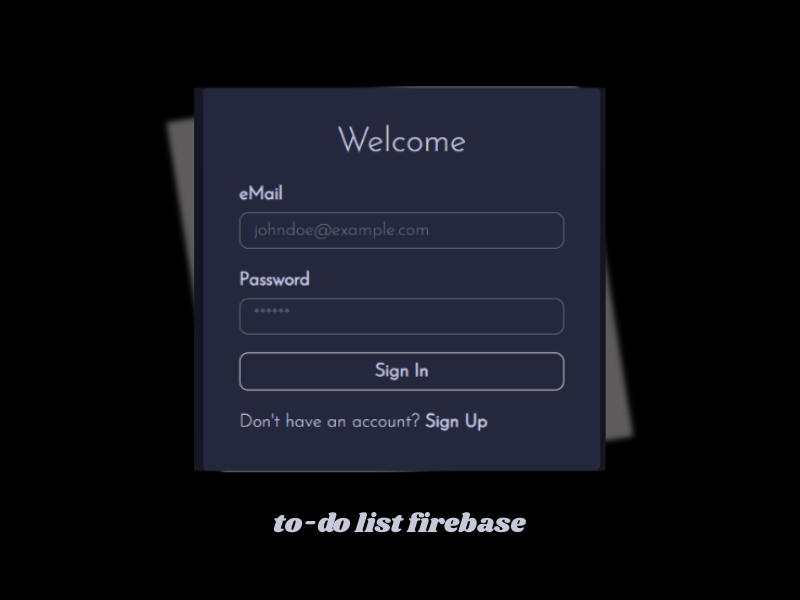 Welcome
eMail
johndoe@example.com
Password
******
Sign In
Don't have an account? Sign Up
to-do list firebase